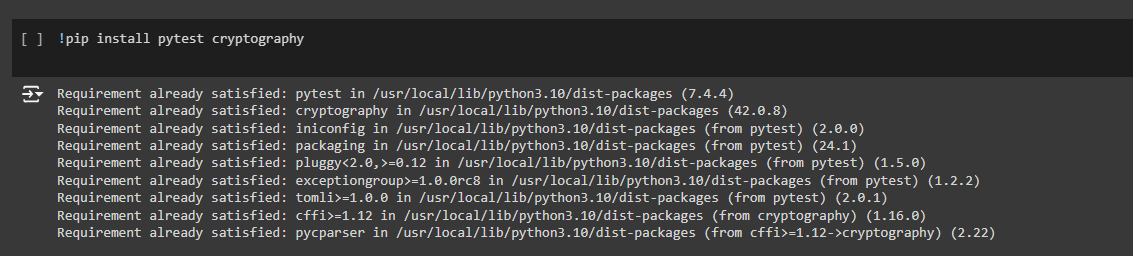 [ ] !pip install pytest cryptography
Requirement already satisfied: pytest in /usr/local/lib/python3.10/dist-packages (7.4.4)
Requirement already satisfied: cryptography in /usr/local/lib/python3.10/dist-packages (42.0.8)
Requirement already satisfied: iniconfig in /usr/local/lib/python3.10/dist-packages (from pytest) (2.0.0)
Requirement already satisfied: packaging in /usr/local/lib/python3.10/dist-packages (from pytest) (24.1)
Requirement already satisfied: pluggy<2.0,>=0.12 in /usr/local/lib/python3.10/dist-packages (from pytest) (1.5.0)
Requirement already satisfied: exceptiongroup>=1.0.0rc8 in /usr/local/lib/python3.10/dist-packages (from pytest) (1.2.2)
Requirement already satisfied: tomli>=1.0.0 in /usr/local/lib/python3.10/dist-packages (from pytest) (2.0.1)
Requirement already satisfied: cffi>=1.12 in /usr/local/lib/python3.10/dist-packages (from cryptography) (1.16.0)
Requirement already satisfied: pycparser in /usr/local/lib/python3.10/dist-packages (from cffi>=1.12->cryptography) (2.22)